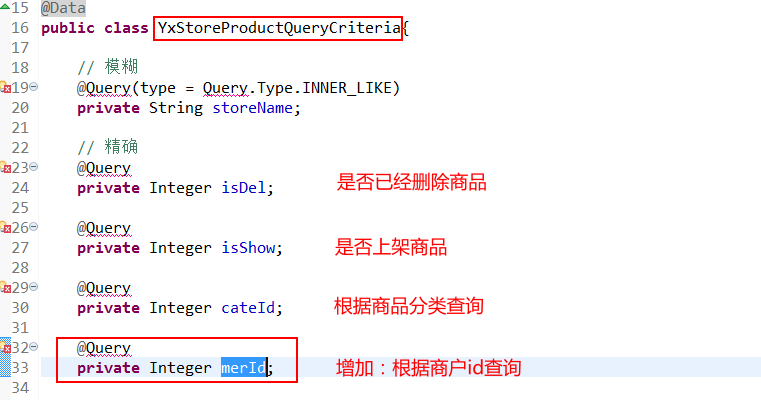 15 @Data
16 public class YxStoreProductQueryCriteria{
17
18 // 模糊
19 @Query(type = Query.Type.INNER_LIKE)
20 private String storeName;
21
22 // 精确
23 @Query
24 private Integer isDel; 是否已经删除商品
25
26 @Query
27 private Integer isShow; 是否上架商品
28
29 @Query
30 private Integer cateId; 根据商品分类查询
31
32 @Query
33 private Integer merId; 增加：根据商户id查询
34